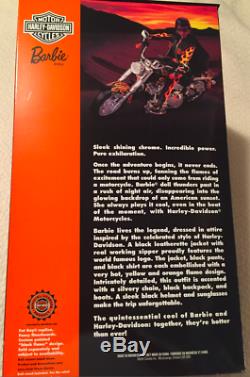 MOTOR
HARLEY-DAVIDSON
CYCLES
Barbie
Sleek shining chrome. Incredible power.
Pure exhilaration.
Once the adventure begins, it never ends.
The road burns up, fanning the flames of
excitement that could only come from riding
a motorcycle. Barbie® doll thunders past in
a rush of night air, disappearing into the
glowing backdrop of an American sunset.
She always plays it cool, even in the heat
of the moment, with Harley-Davidson®
Motorcycles.
Barbie lives the legend, dressed in attire
inspired by the celebrated style of Harley-
Davidson. A black leatherette jacket with
real working zipper proudly features the
world famous logo. The jacket, black pants,
and black shirt are each embellished with a
very hot, yellow and orange flame design.
Intricately detailed, this outfit is accented
with a silvery chain, black backpack, and
boots. A sleek black helmet and sunglasses
make the trip unforgettable.
The quintessential cool of Barbie and
Harley-Davidson: together, they're better
than ever!